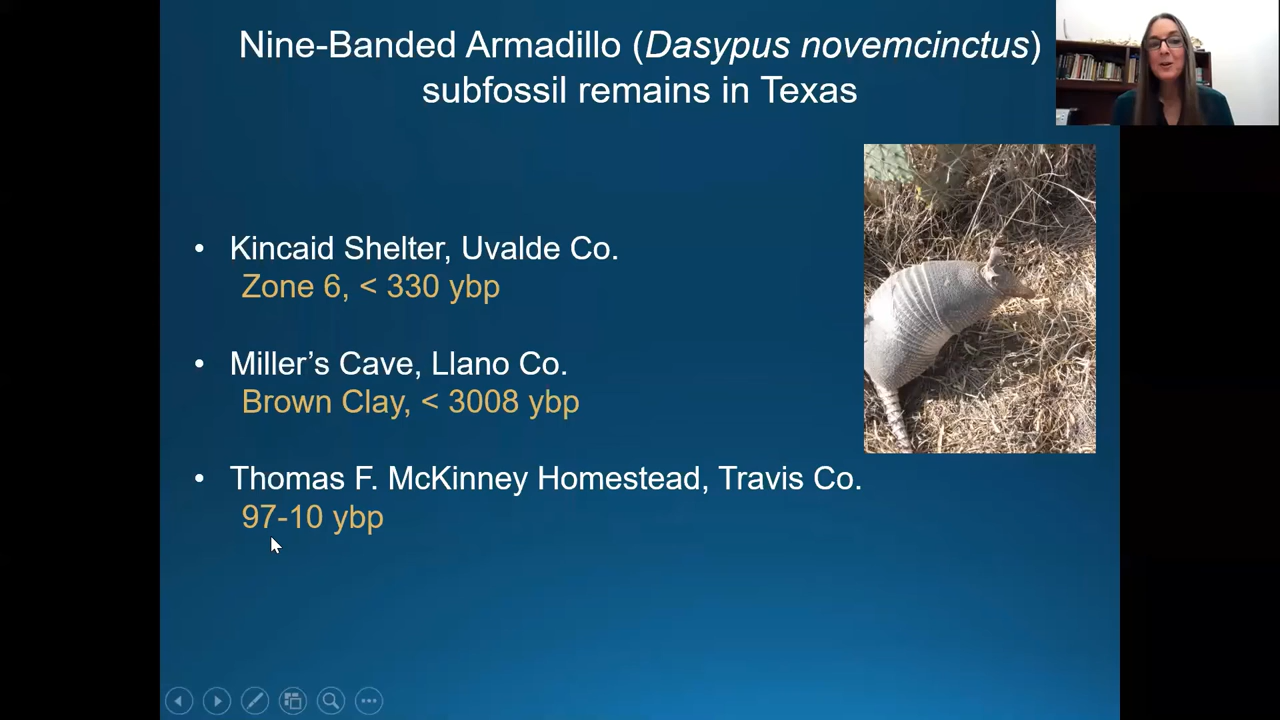 Nine-Banded Armadillo (Dasypus novemcinctus)
subfossil remains in Texas
• Kincaid Shelter, Uvalde Co.
Zone 6, < 330 ybp
• Miller’s Cave, Llano Co.
Brown Clay, < 3008 ybp
• Thomas F. McKinney Homestead, Travis Co.
97-10 ybp